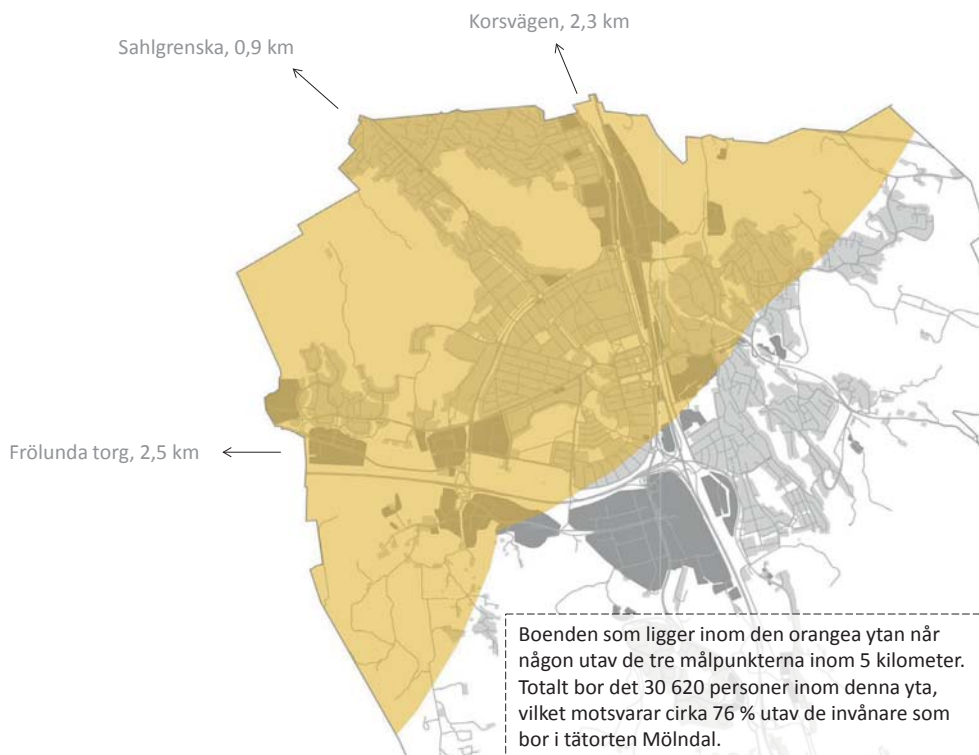 Korsvägen, 2,3 km
Sahlgrenska, 0,9 km
Frölunda torg, 2,5 km
Boenden som ligger inom den orangea ytan når
någon utav de tre målpunkterna inom 5 kilometer.
Totalt bor det 30 620 personer inom denna yta,
vilket motsvarar cirka 76 % utav de invånare som
bor i tätorten Mölndal.